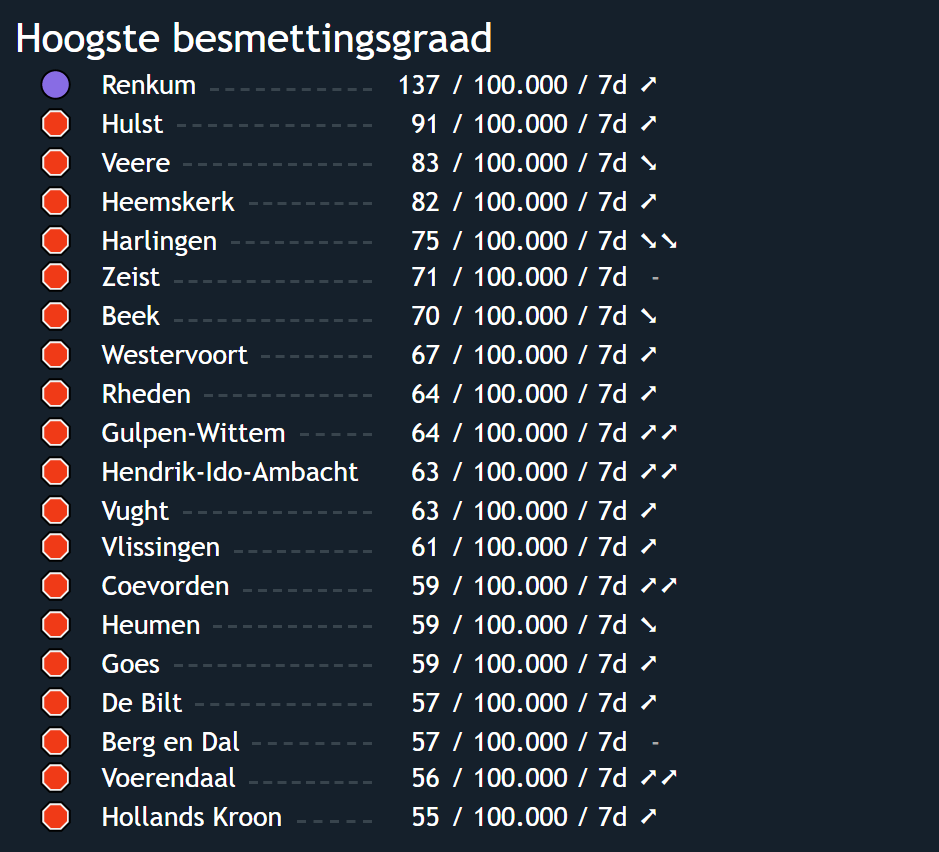 Hoogste besmettingsgraad
Renkum 137 / 100.000 / 7d ➚
Hulst 91 / 100.000 / 7d ➚
Veere 83 / 100.000 / 7d ➘
Heemskerk 82 / 100.000 / 7d ➚
Harlingen 75 / 100.000 / 7d ➘➘
Zeist 71 / 100.000 / 7d -
Beek 70 / 100.000 / 7d ➘
Westervoort 67 / 100.000 / 7d ➚
Rheden 64 / 100.000 / 7d ➚
Gulpen-Wittem 64 / 100.000 / 7d ➚➚
Hendrik-Ido-Ambacht 63 / 100.000 / 7d ➚➚
Vught 63 / 100.000 / 7d ➚
Vlissingen 61 / 100.000 / 7d ➚
Coevorden 59 / 100.000 / 7d ➚➚
Heumen 59 / 100.000 / 7d ➘
Goes 59 / 100.000 / 7d ➚
De Bilt 57 / 100.000 / 7d ➚
Berg en Dal 57 / 100.000 / 7d -
Voerendaal 56 / 100.000 / 7d ➚➚
Hollands Kroon 55 / 100.000 / 7d ➚